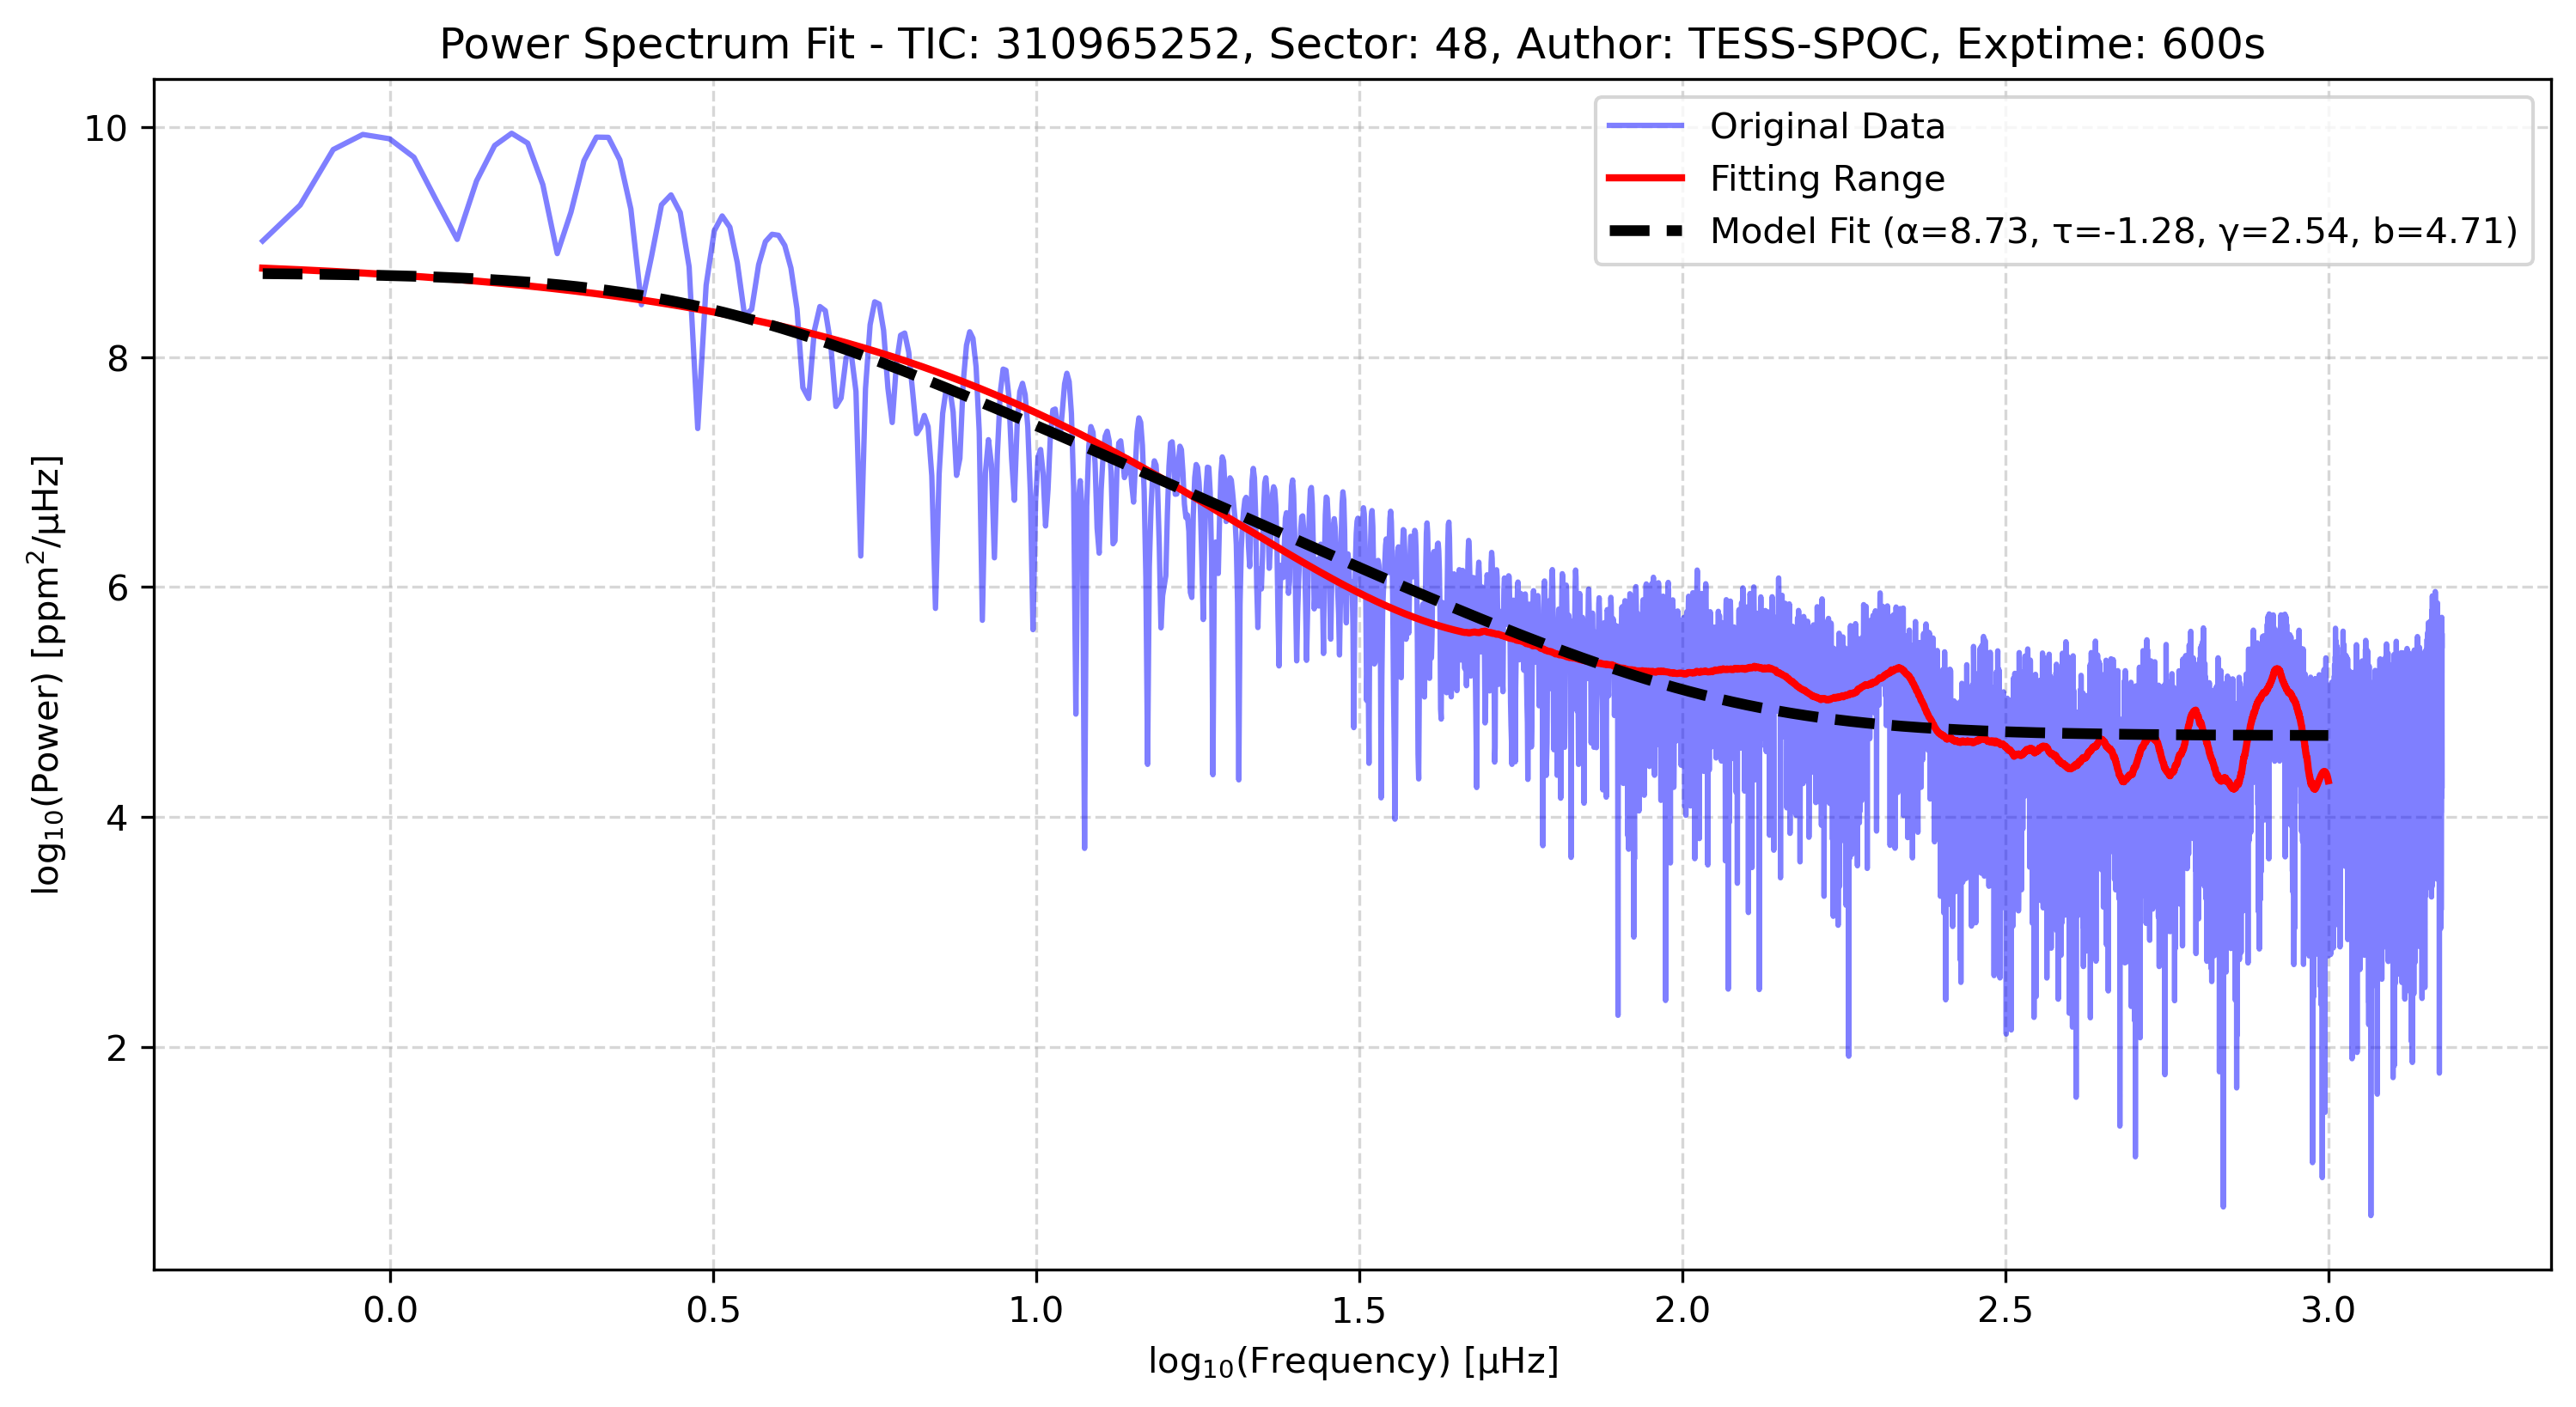 Power Spectrum Fit - TIC: 310965252, Sector: 48, Author: TESS-SPOC, Exptime: 600s
Original Data
Fitting Range
Model Fit (α=8.73, τ=-1.28, γ=2.54, b=4.71)
log₁₀(Power) [ppm²/μHz]
10
8
6
4
2
0.0 0.5 1.0 1.5 2.0 2.5 3.0
log₁₀(Frequency) [μHz]